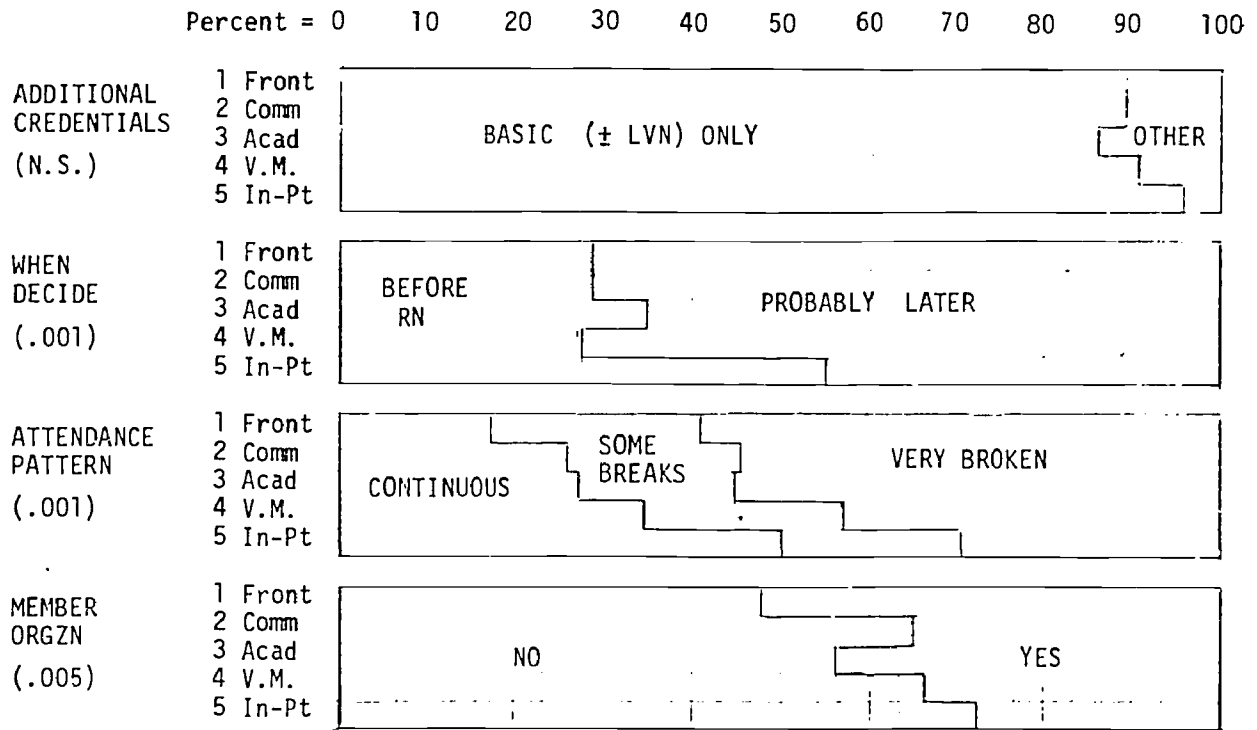 Percent = 0 10 20 30 40 50 60 70 80 90 100
ADDITIONAL
CREDENTIALS
(N.S.)
1 Front
2 Comm
3 Acad
4 V.M.
5 In-Pt
BASIC (± LVN) ONLY
OTHER
WHEN
DECIDE
(.001)
1 Front
2 Comm
3 Acad
4 V.M.
5 In-Pt
BEFORE
RN
PROBABLY LATER
ATTENDANCE
PATTERN
(.001)
1 Front
2 Comm
3 Acad
4 V.M.
5 In-Pt
CONTINUOUS
SOME
BREAKS
VERY BROKEN
MEMBER
ORGZN
(.005)
1 Front
2 Comm
3 Acad
4 V.M.
5 In-Pt
NO
YES